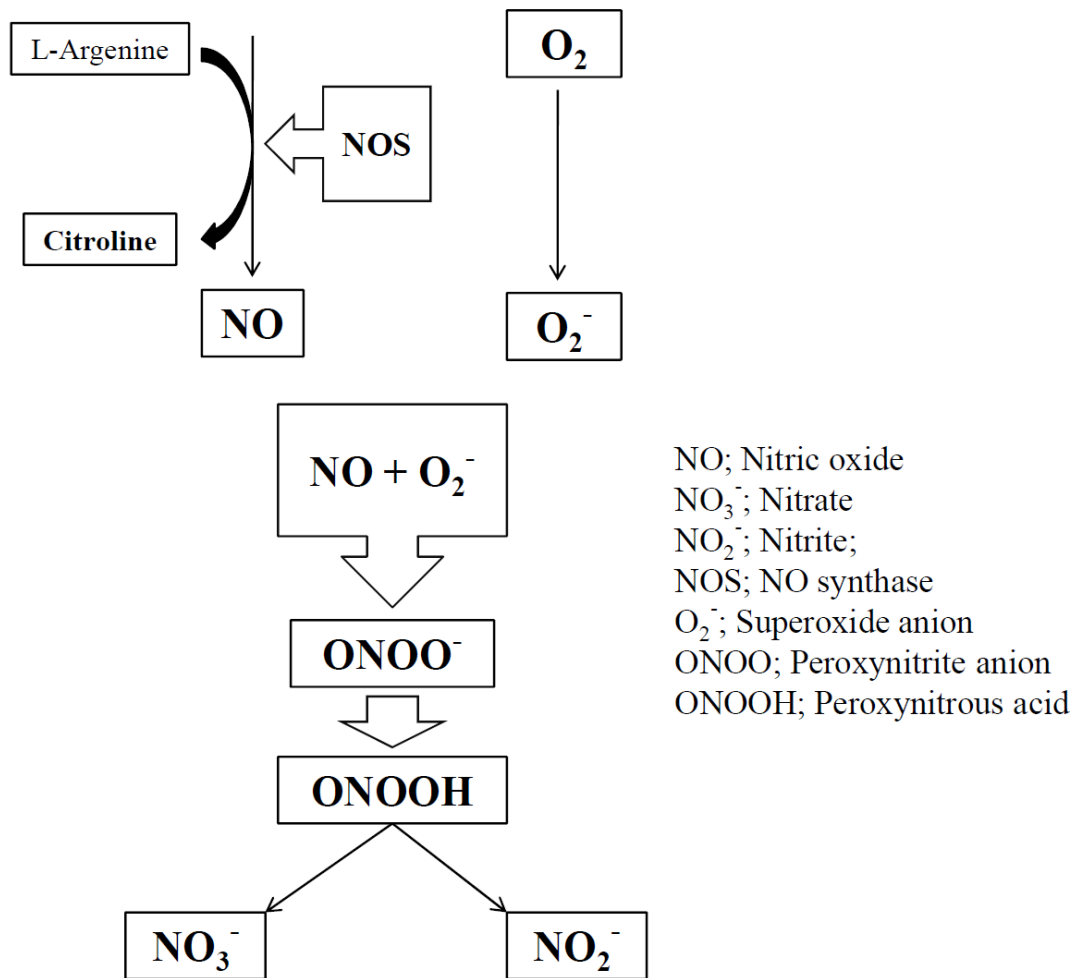 L-Argenine
O₂
NOS
Citroline
NO
O₂⁻
NO + O₂⁻
ONOO⁻
ONOOH
NO₃⁻
NO₂⁻
NO; Nitric oxide
NO₃⁻; Nitrate
NO₂⁻; Nitrite;
NOS; NO synthase
O₂⁻; Superoxide anion
ONOO; Peroxynitrite anion
ONOOH; Peroxynitrous acid